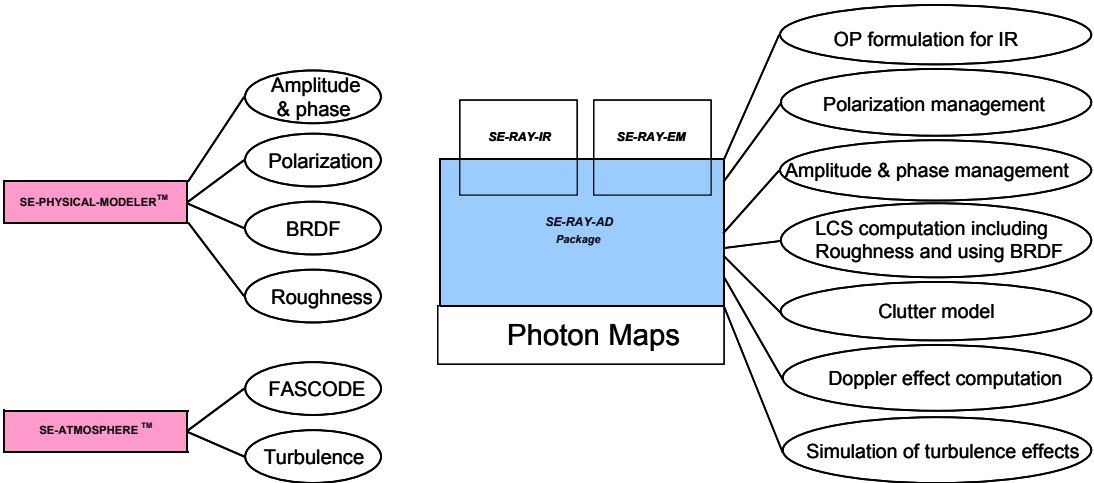 Amplitude
& phase
Polarization
SE-PHYSICAL-MODELER™
BRDF
Roughness
FASCODE
SE-ATMOSPHERE ™
Turbulence
SE-RAY-IR
SE-RAY-EM
SE-RAY-AD
Package
Photon Maps
OP formulation for IR
Polarization management
Amplitude & phase management
LCS computation including
Roughness and using BRDF
Clutter model
Doppler effect computation
Simulation of turbulence effects